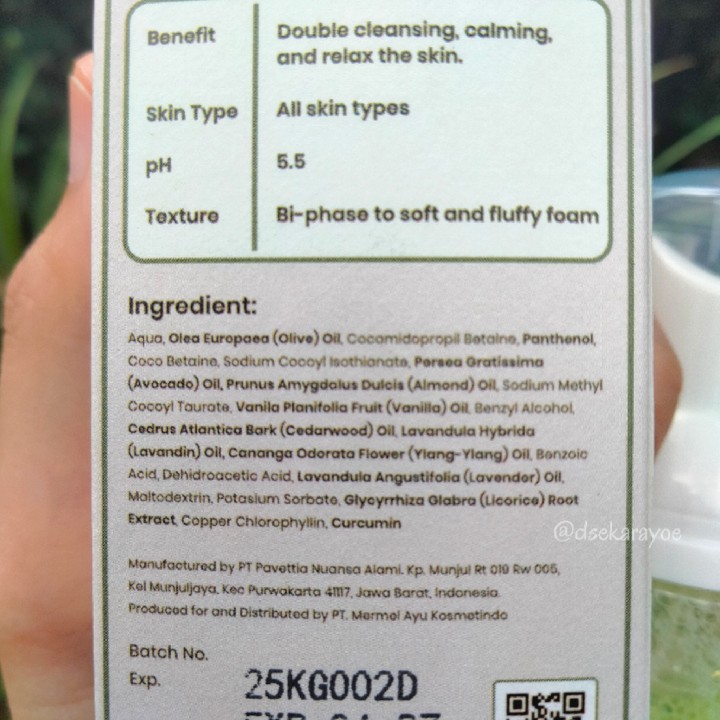 Benefit Double cleansing, calming,
and relax the skin.
Skin Type All skin types
pH 5.5
Texture Bi-phase to soft and fluffy foam
Ingredient:
Aqua, Olea Europaea (Olive) Oil, Cocamidopropil Betaine, Panthenol,
Coco Betaine, Sodium Cocoyl Isothionate, Persea Gratissima
(Avocado) Oil, Prunus Amygdalus Dulcis (Almond) Oil, Sodium Methyl
Cocoyl Taurate, Vanila Planifolia Fruit (Vanilla) Oil, Benzyl Alcohol,
Cedrus Atlantica Bark (Cedarwood) Oil, Lavandula Hybrida
(Lavandin) Oil, Cananga Odorata Flower (Ylang-Ylang) Oil, Benzoic
Acid, Dehidroacetic Acid, Lavandula Angustifolia (Lavender) Oil,
Maltodextrin, Potasium Sorbate, Glycyrrhiza Glabra (Licorice) Root
Extract, Copper Chlorophyllin, Curcumin
@dsekarayoe
Manufactured by PT Pavettia Nuansa Alami. Kp. Munjul Rt 019 Rw 005,
Kel Munjuljaya, Kec Purwakarta 41117, Jawa Barat, Indonesia.
Produced for and Distributed by PT. Mermol Ayu Kosmetindo
Batch No.
Exp. 25KG002D